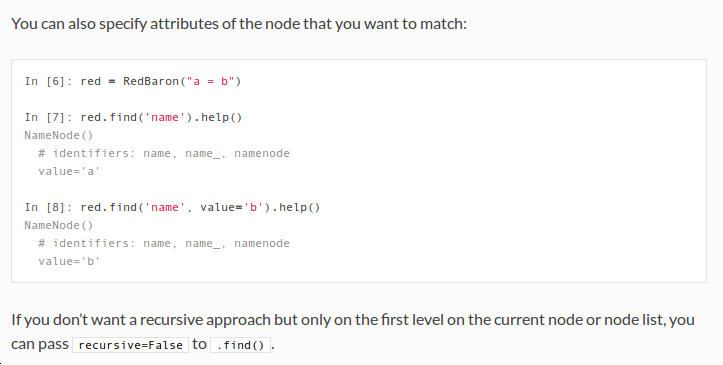 You can also specify attributes of the node that you want to match:
In [6]: red = RedBaron("a = b")
In [7]: red.find('name').help()
NameNode()
  # identifiers: name, name_, namenode
  value='a'
In [8]: red.find('name', value='b').help()
NameNode()
  # identifiers: name, name_, namenode
  value='b'
If you don’t want a recursive approach but only on the first level on the current node or node list, you
can pass recursive=False to .find() .